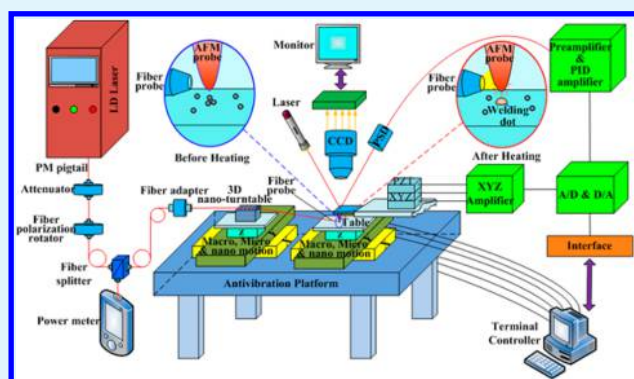 Monitor
LD Laser
AFM
probe
Fiber
probe
Before Heating
Laser
CCD
PSD
AFM
probe
Fiber
probe
Welding
dot
After Heating
Preamplifier
&
PID
amplifier
PM pigtail
Attenuator
Fiber
polarization
rotator
Fiber
splitter
Power meter
Fiber adapter
3D
nano-turntable
Fiber
probe
Table
XYZ
Amplifier
A/D & D/A
Interface
Macro, Micro
& nano motion
Macro, Micro
& nano motion
Antivibration Platform
Terminal
Controller